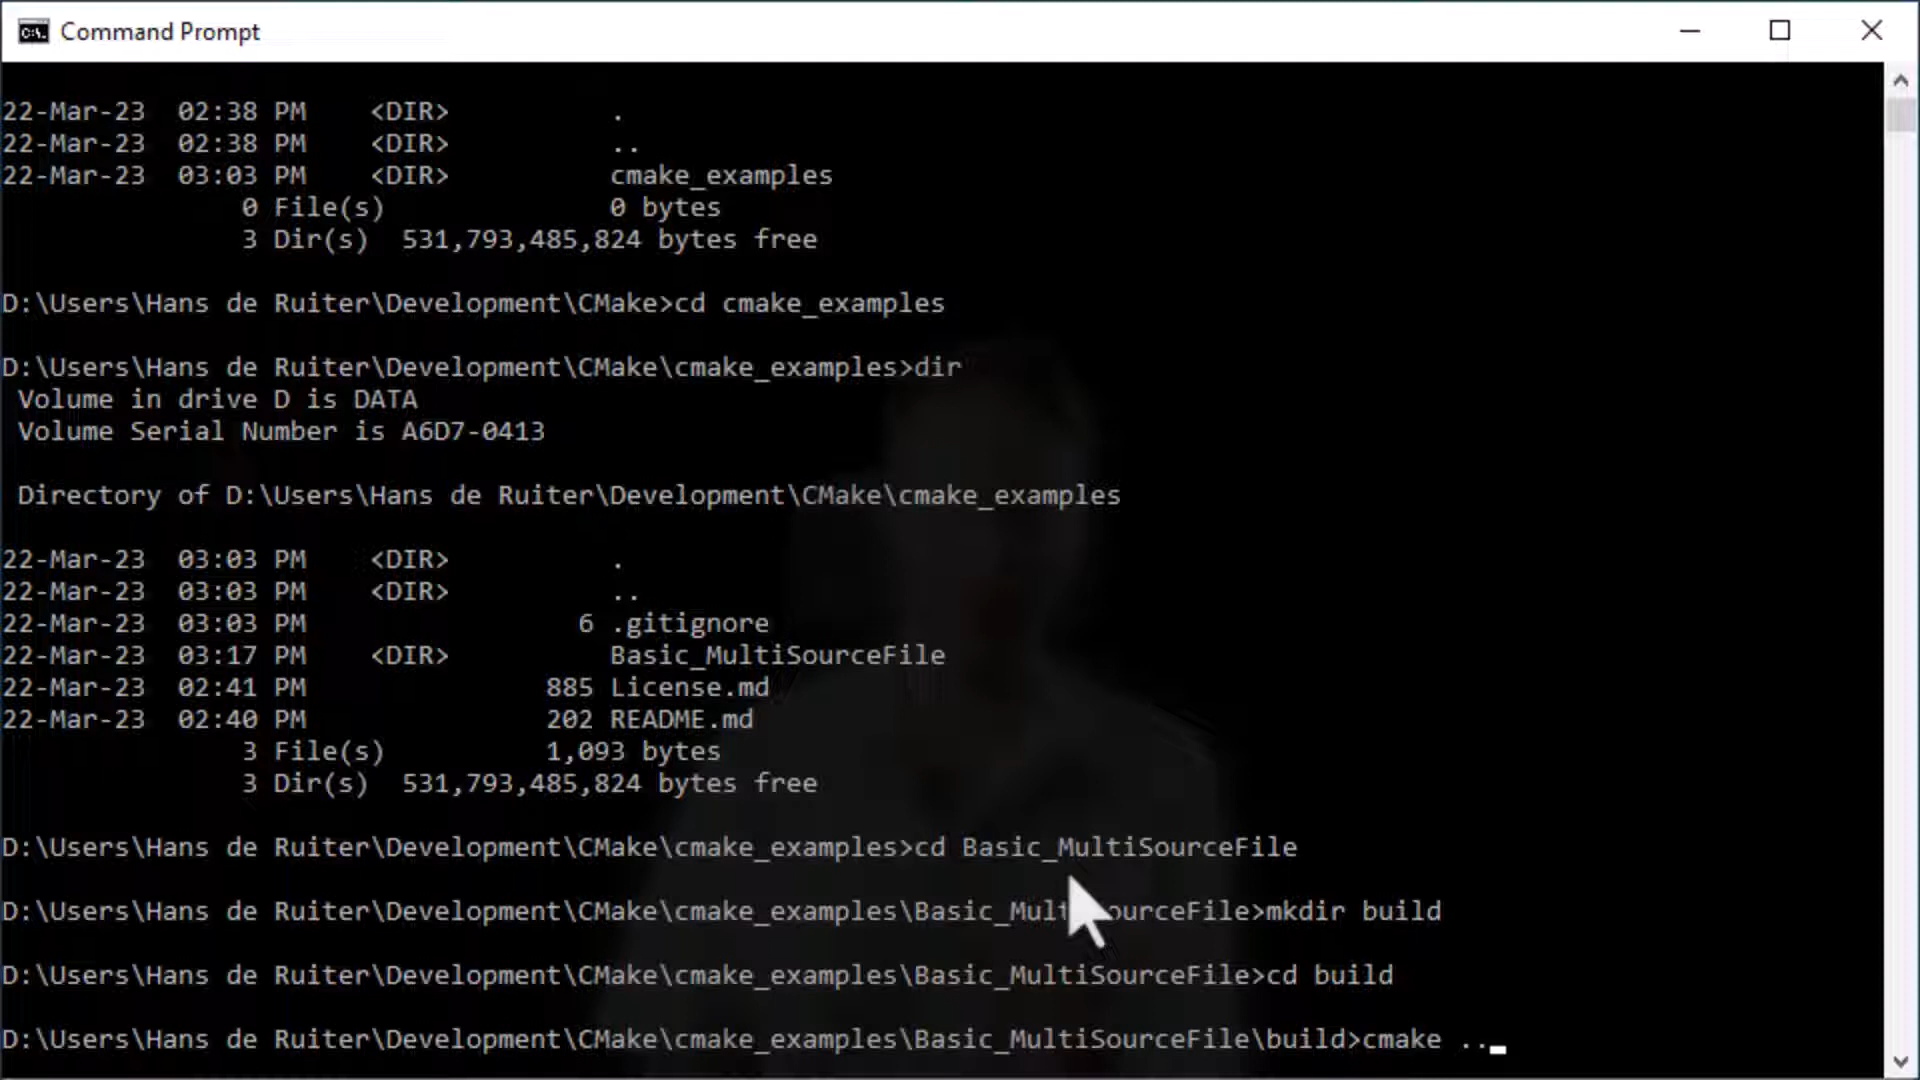 Command Prompt
22-Mar-23  02:38 PM    <DIR>          .
22-Mar-23  02:38 PM    <DIR>          ..
22-Mar-23  03:03 PM    <DIR>          cmake_examples
               0 File(s)              0 bytes
               3 Dir(s)  531,793,485,824 bytes free
D:\Users\Hans de Ruiter\Development\CMake>cd cmake_examples
D:\Users\Hans de Ruiter\Development\CMake\cmake_examples>dir
 Volume in drive D is DATA
 Volume Serial Number is A6D7-0413
 Directory of D:\Users\Hans de Ruiter\Development\CMake\cmake_examples
22-Mar-23  03:03 PM    <DIR>          .
22-Mar-23  03:03 PM    <DIR>          ..
22-Mar-23  03:03 PM                 6 .gitignore
22-Mar-23  03:17 PM    <DIR>          Basic_MultiSourceFile
22-Mar-23  02:41 PM               885 License.md
22-Mar-23  02:40 PM               202 README.md
               3 File(s)          1,093 bytes
               3 Dir(s)  531,793,485,824 bytes free
D:\Users\Hans de Ruiter\Development\CMake\cmake_examples>cd Basic_MultiSourceFile
D:\Users\Hans de Ruiter\Development\CMake\cmake_examples\Basic_MultiSourceFile>mkdir build
D:\Users\Hans de Ruiter\Development\CMake\cmake_examples\Basic_MultiSourceFile>cd build
D:\Users\Hans de Ruiter\Development\CMake\cmake_examples\Basic_MultiSourceFile\build>cmake ..